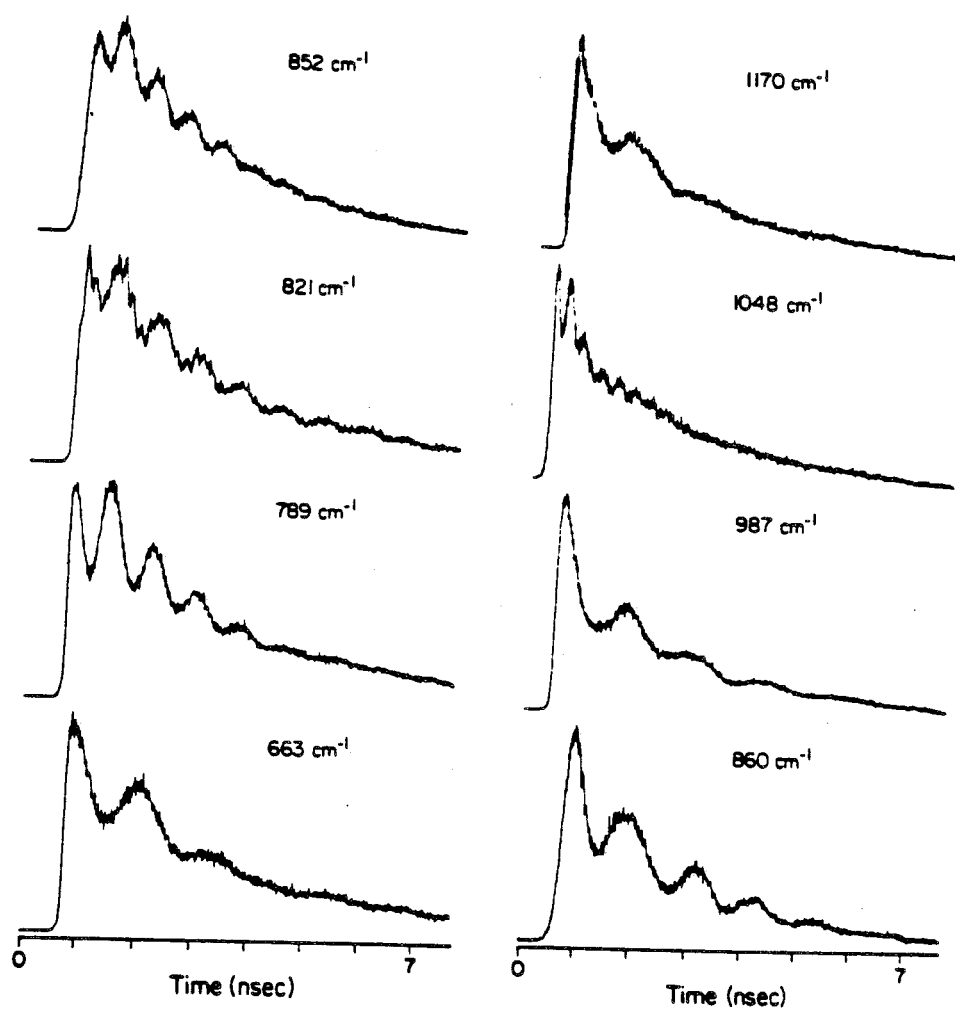 852 cm⁻¹
821 cm⁻¹
789 cm⁻¹
663 cm⁻¹
0 7
Time (nsec)
1170 cm⁻¹
1048 cm⁻¹
987 cm⁻¹
860 cm⁻¹
0 7
Time (nsec)